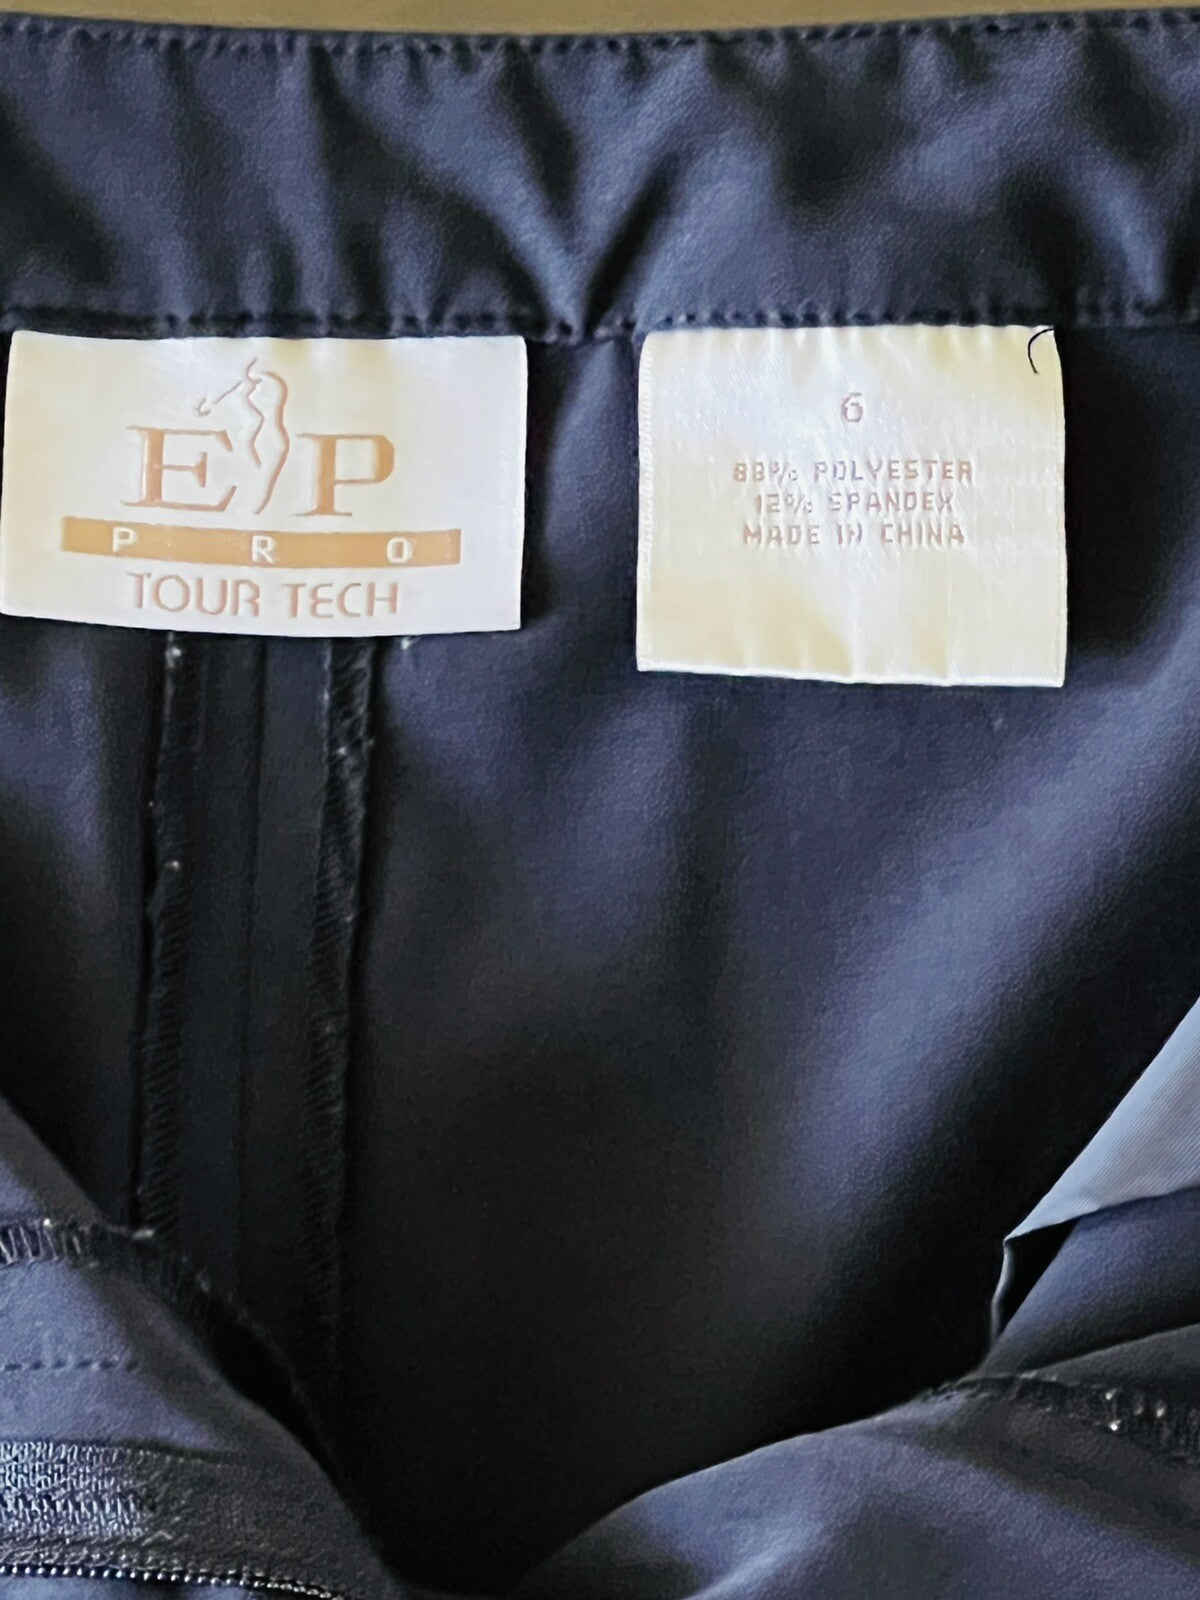 EP
PRO
TOUR TECH
6
88% POLYESTER
12% SPANDEX
MADE IN CHINA